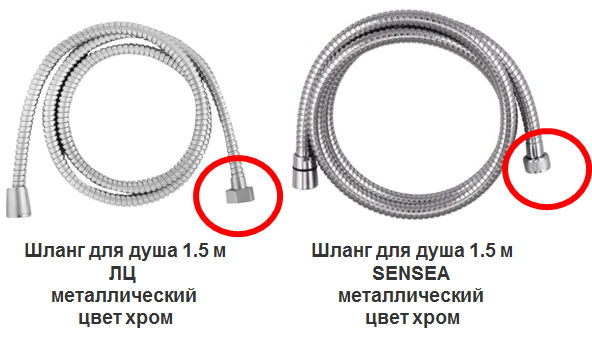 Шланг для душа 1.5 м
ЛЦ
металлический
цвет хром
Шланг для душа 1.5 м
SENSEA
металлический
цвет хром